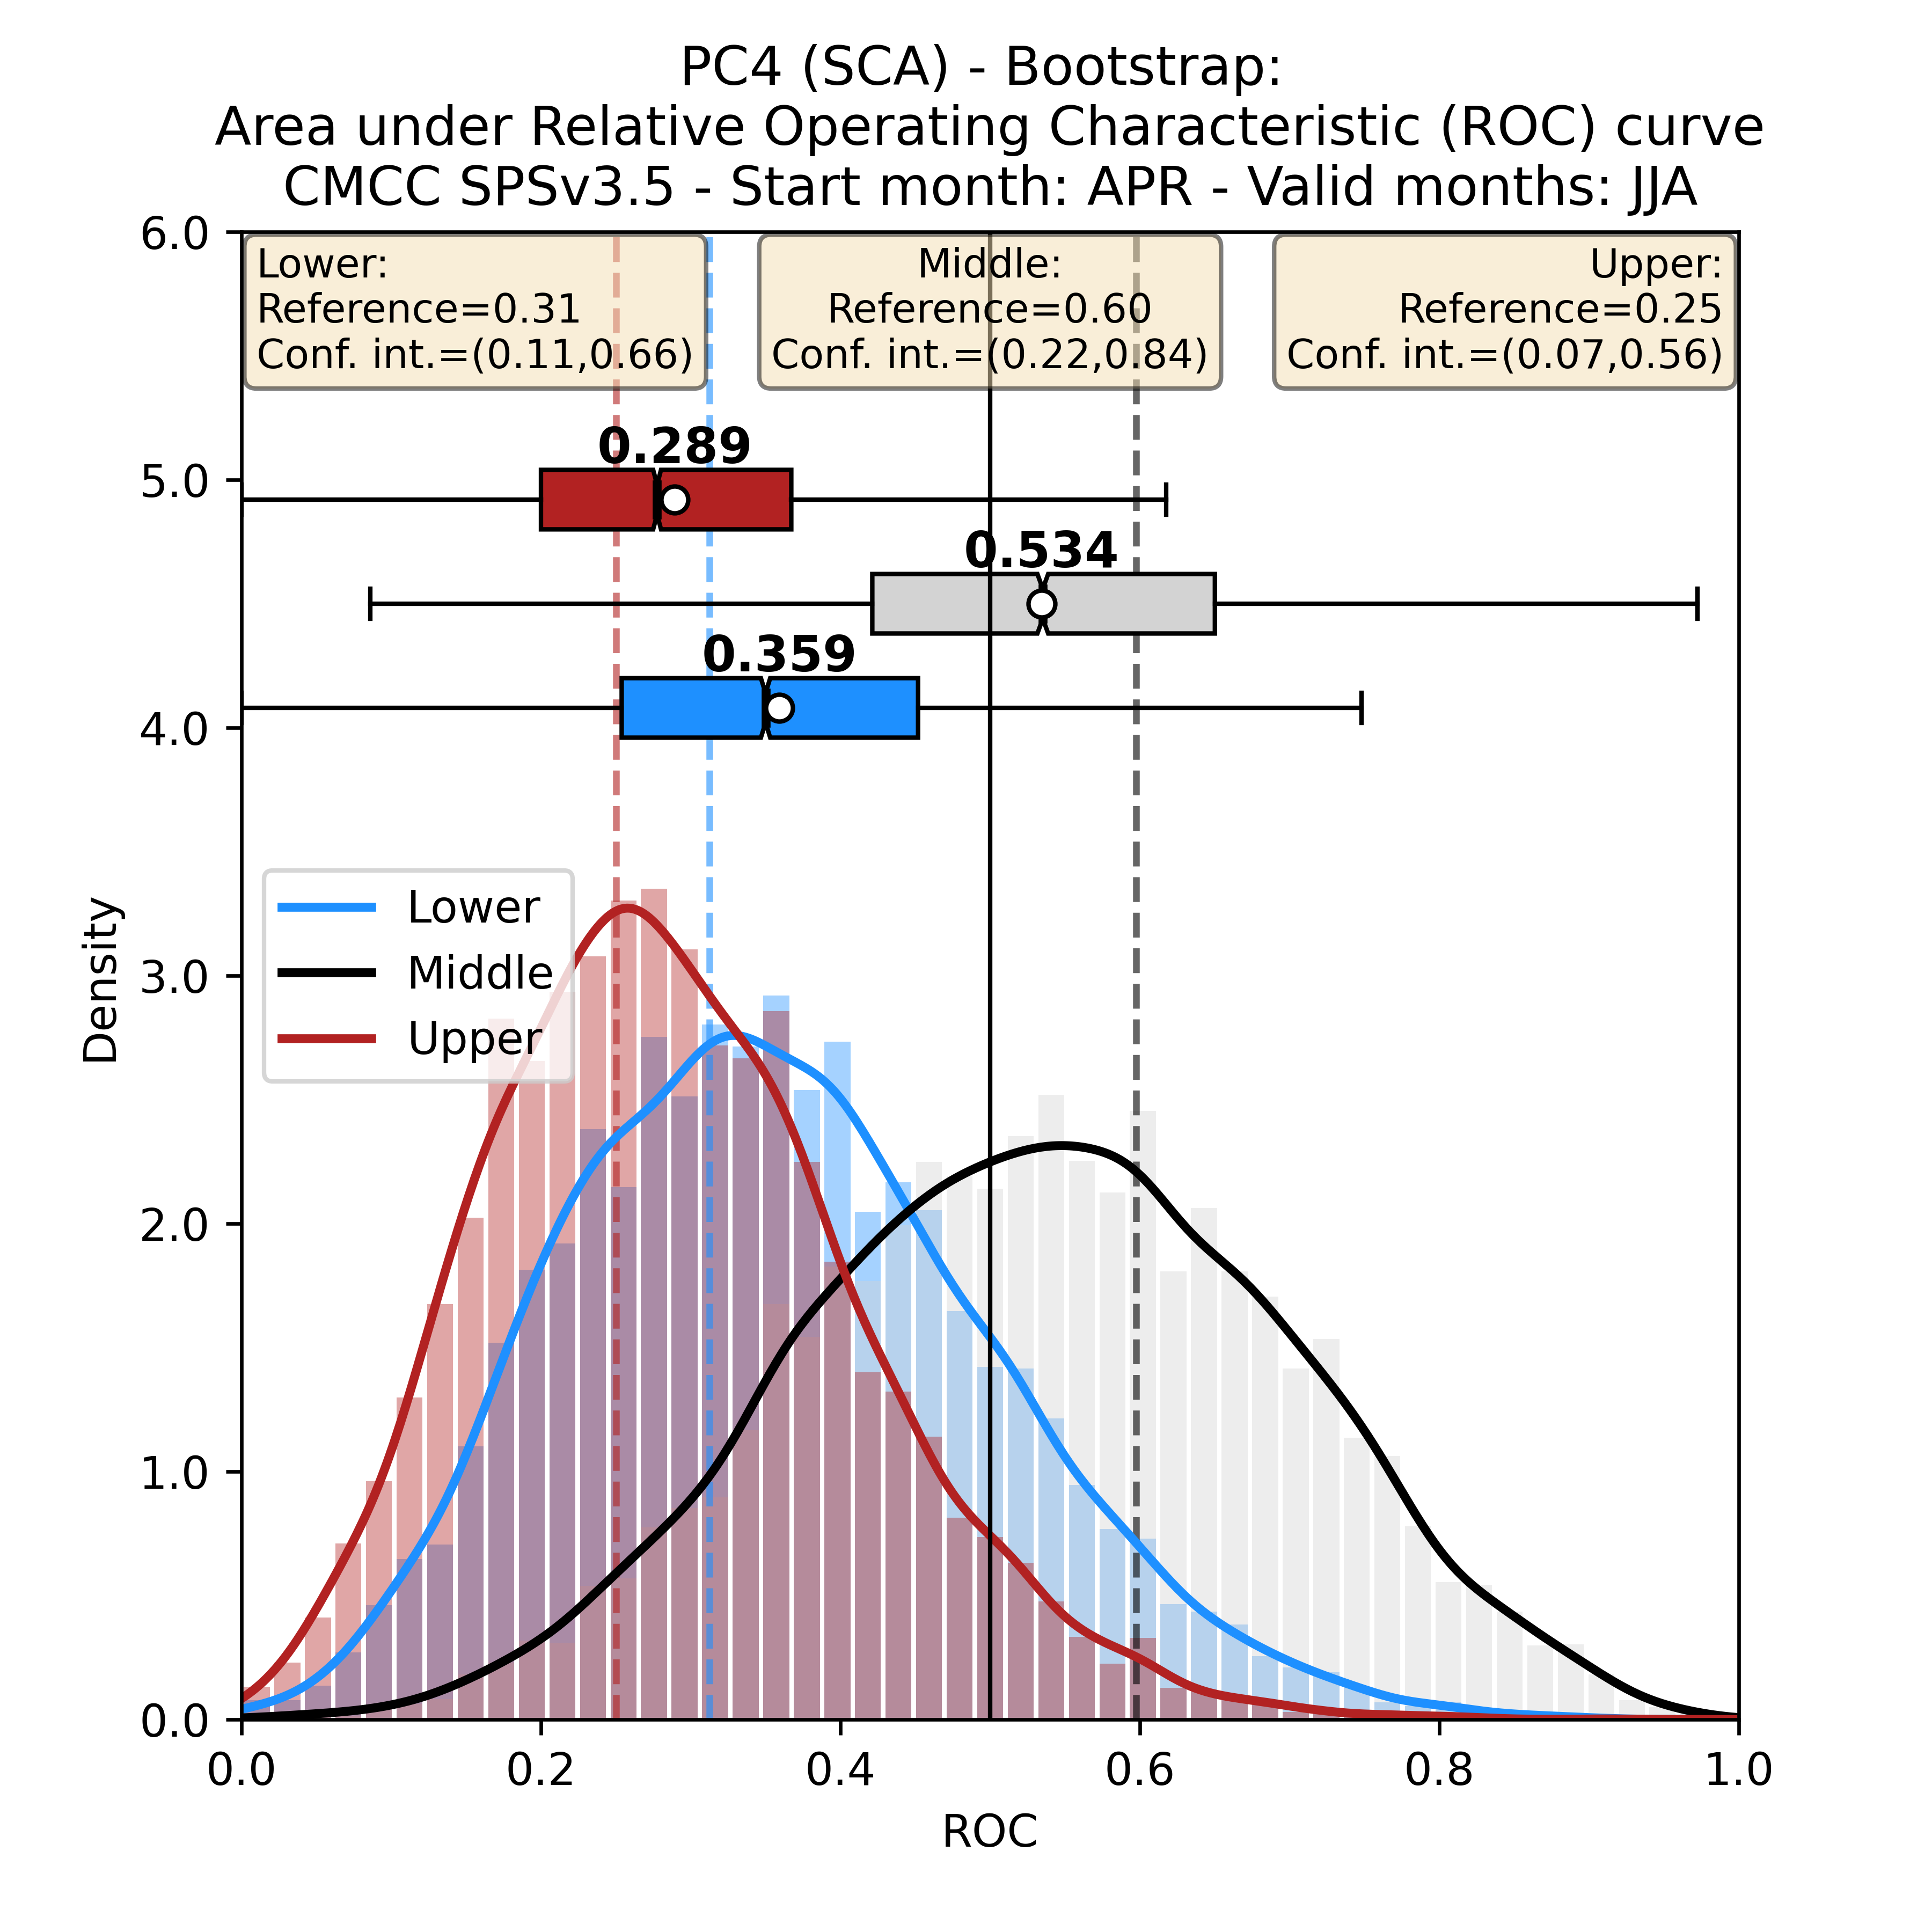 PC4 (SCA) - Bootstrap:
Area under Relative Operating Characteristic (ROC) curve
CMCC SPSv3.5 - Start month: APR - Valid months: JJA
Lower:
Reference=0.31
Conf. int.=(0.11,0.66)
Middle:
Reference=0.60
Conf. int.=(0.22,0.84)
Upper:
Reference=0.25
Conf. int.=(0.07,0.56)
0.289
0.534
0.359
Lower
Middle
Upper
Density
6.0
5.0
4.0
3.0
2.0
1.0
0.0
0.0 0.2 0.4 0.6 0.8 1.0
ROC